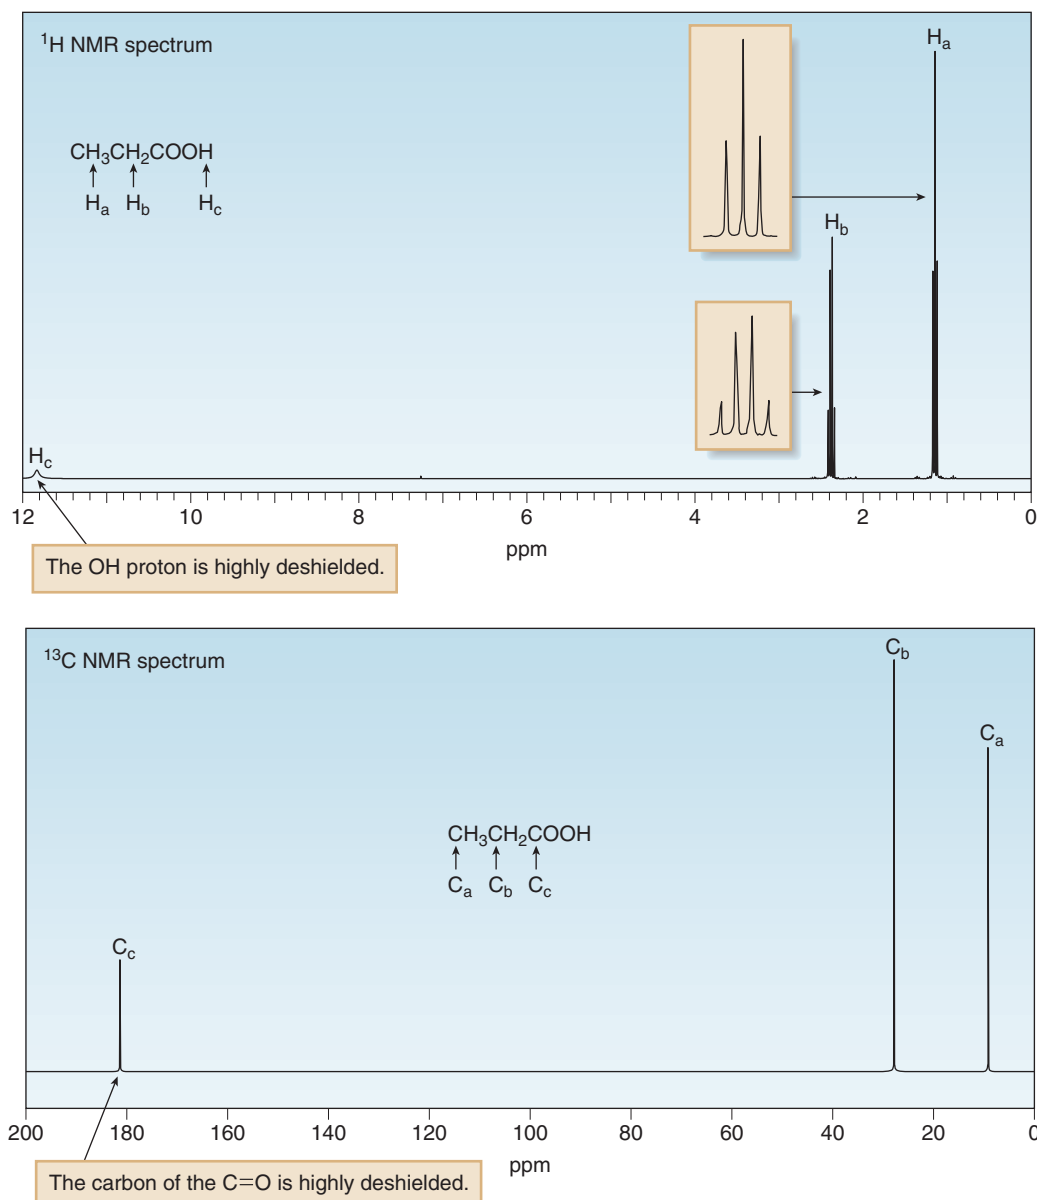 ¹H NMR spectrum
Hₐ
CH₃CH₂COOH
Hₐ H_b H_c
H_b
H_c
12 10 8 6 4 2 0
ppm
The OH proton is highly deshielded.
¹³C NMR spectrum
C_b
Cₐ
CH₃CH₂COOH
Cₐ C_b C_c
C_c
200 180 160 140 120 100 80 60 40 20 0
ppm
The carbon of the C=O is highly deshielded.